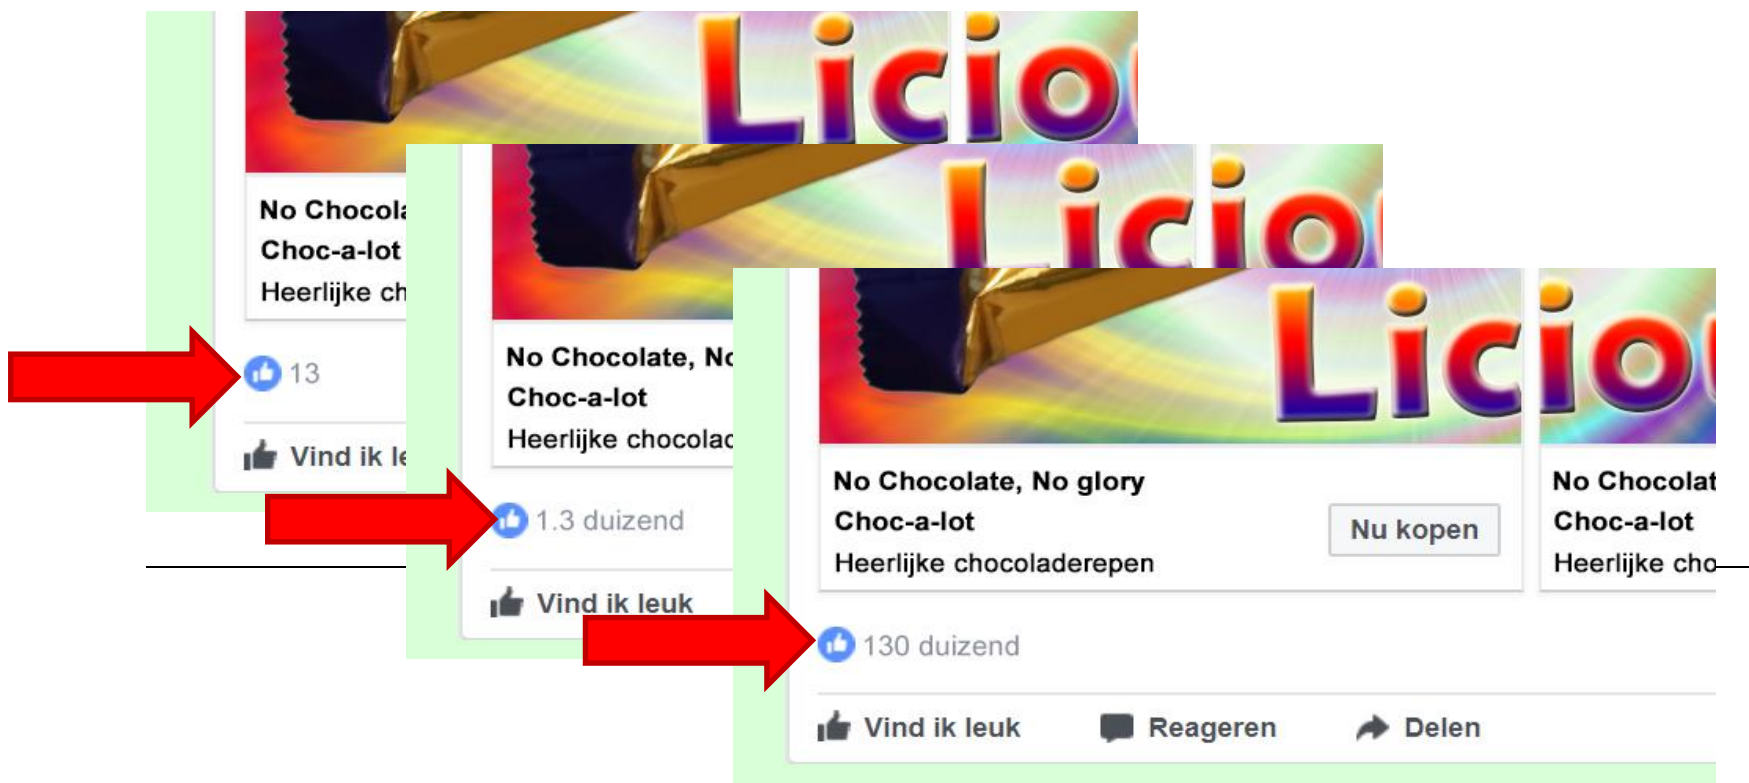 Licio
No Chocola
Choc-a-lot
Heerlijke ch
13
Vind ik le
Licio
No Chocolate, No
Choc-a-lot
Heerlijke chocolad
1.3 duizend
Vind ik leuk
Liciou
No Chocolate, No glory
Choc-a-lot
Heerlijke chocoladerepen
Nu kopen
130 duizend
Vind ik leuk Reageren Delen
No Chocolat
Choc-a-lot
Heerlijke cho